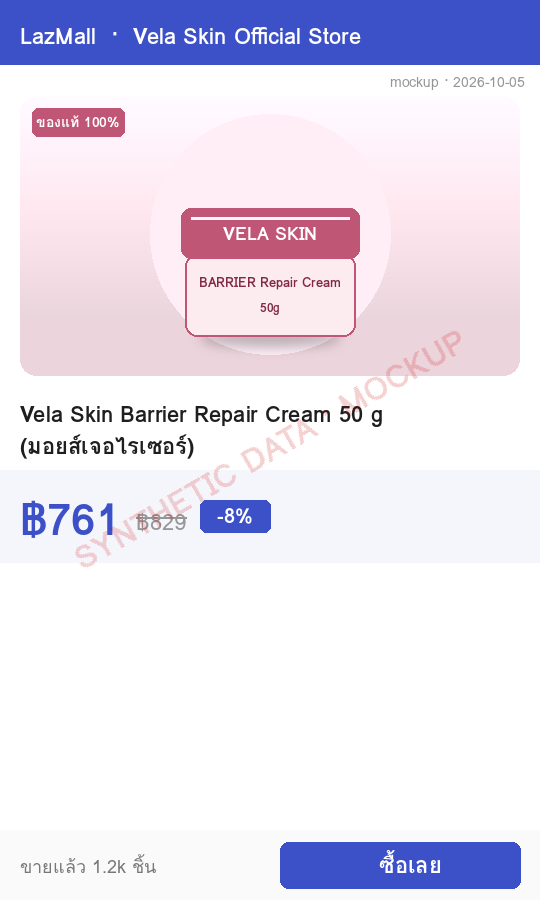 LazMall · Vela Skin Official Store
mockup · 2026-10-05
ของแท้ 100%
VELA SKIN
BARRIER Repair Cream
50g
Vela Skin Barrier Repair Cream 50 g
(มอยส์เจอไรเซอร์)
฿761 ฿829 -8%
SYNTHETIC DATA · MOCKUP
ขายแล้ว 1.2k ชิ้น
ซื้อเลย